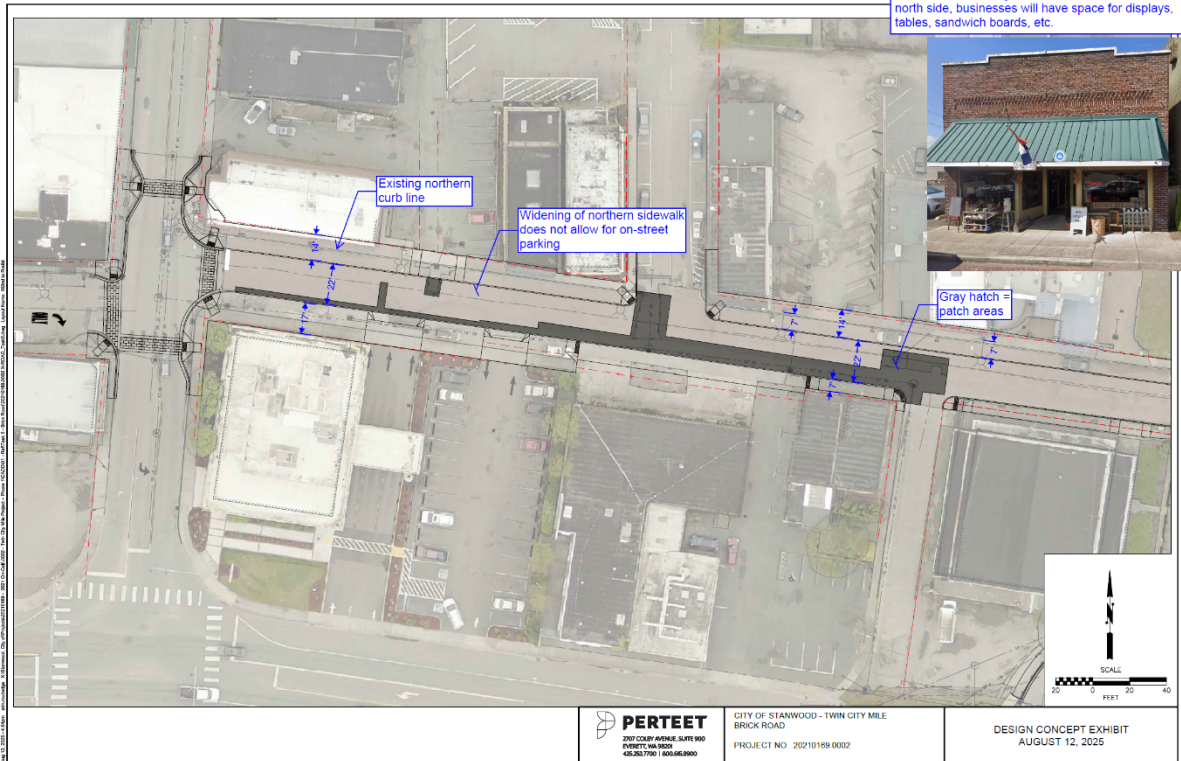 north side, businesses will have space for displays,
tables, sandwich boards, etc.
Existing northern
curb line
Widening of northern sidewalk
does not allow for on-street
parking
Gray hatch =
patch areas
14'
22'
17'
7'
14'
22'
7'
7'
N
SCALE
20 0 20 40
FEET
PERTEET
2707 COLBY AVENUE, SUITE 900
EVERETT, WA 98201
425.252.7700 | 800.615.9900
CITY OF STANWOOD - TWIN CITY MILE
BRICK ROAD
PROJECT NO. 20210169.0002
DESIGN CONCEPT EXHIBIT
AUGUST 12, 2025